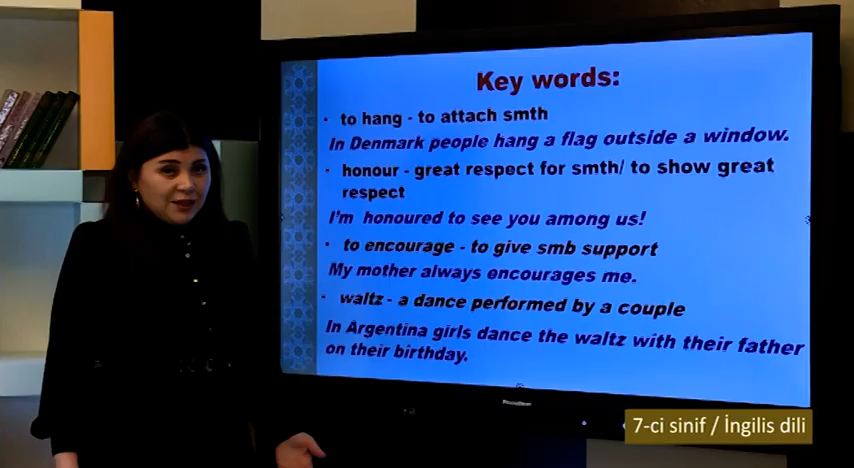 Key words:
· to hang - to attach smth
In Denmark people hang a flag outside a window.
· honour - great respect for smth/ to show great
respect
I'm honoured to see you among us!
· to encourage - to give smb support
My mother always encourages me.
· waltz - a dance performed by a couple
In Argentina girls dance the waltz with their father
on their birthday.
7-ci sinif / İngilis dili